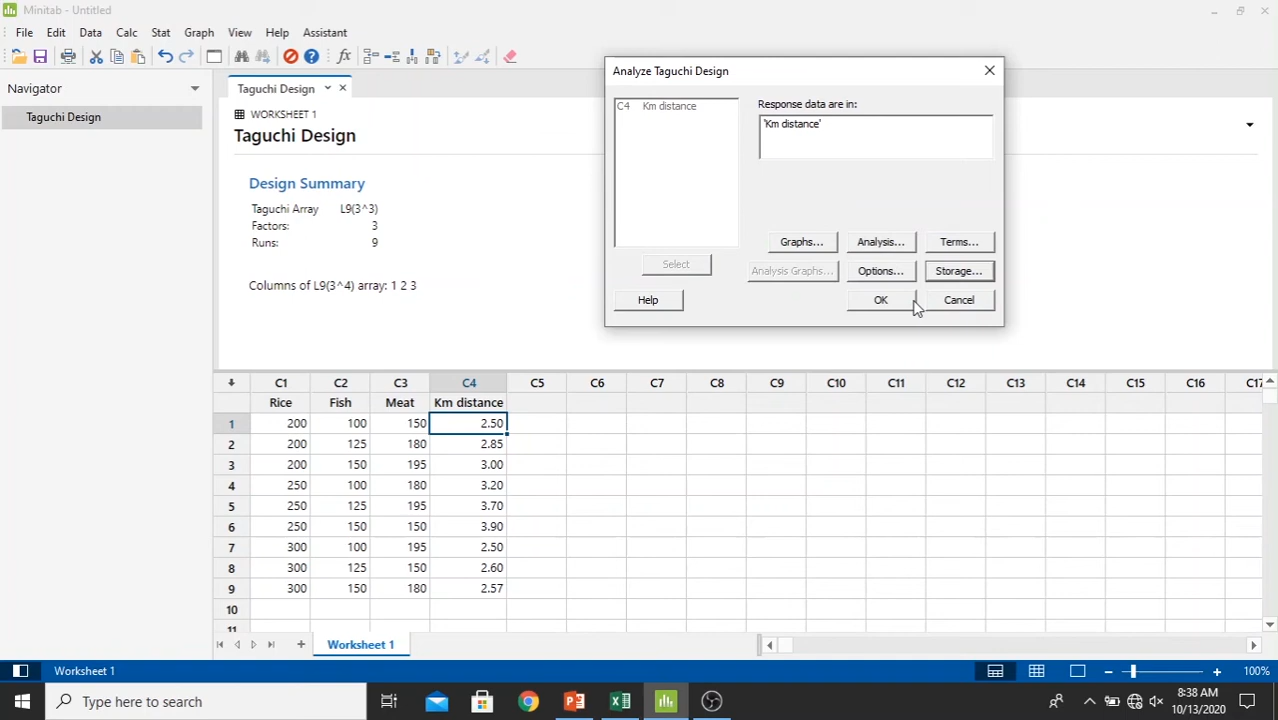 Minitab - Untitled
File Edit Data Calc Stat Graph View Help Assistant
Navigator
Taguchi Design
Taguchi Design
WORKSHEET 1
Taguchi Design
Design Summary
Taguchi Array L9(3^3)
Factors: 3
Runs: 9
Columns of L9(3^4) array: 1 2 3
Analyze Taguchi Design
C4 Km distance
Response data are in:
'Km distance'
Graphs... Analysis... Terms...
Select
Analysis Graphs... Options... Storage...
Help OK Cancel
C1 C2 C3 C4 C5 C6 C7 C8 C9 C10 C11 C12 C13 C14 C15 C16 C17
Rice Fish Meat Km distance
1 200 100 150 2.50
2 200 125 180 2.85
3 200 150 195 3.00
4 250 100 180 3.20
5 250 125 195 3.70
6 250 150 150 3.90
7 300 100 195 2.50
8 300 125 150 2.60
9 300 150 180 2.57
10
11
Worksheet 1
Worksheet 1
100%
Type here to search
8:38 AM
10/13/2020